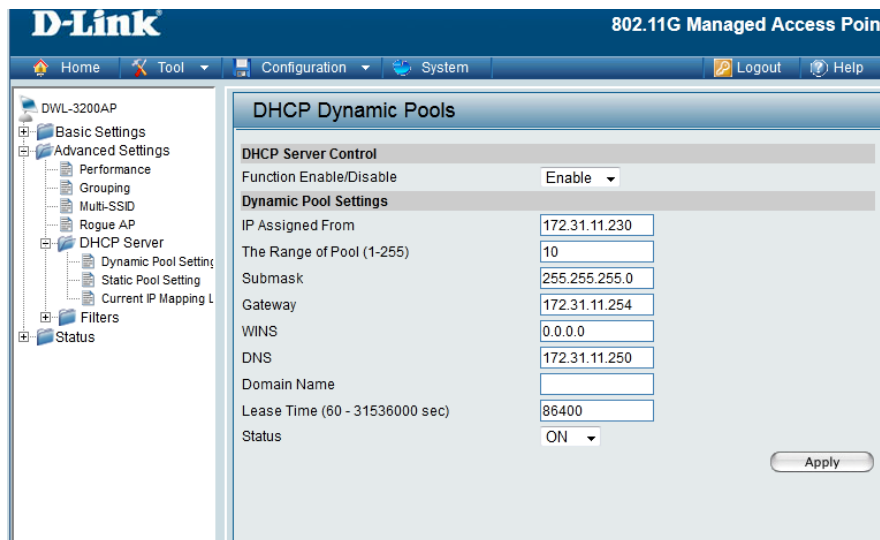 D-Link
802.11G Managed Access Poin
Home Tool Configuration System Logout Help
DWL-3200AP
Basic Settings
Advanced Settings
Performance
Grouping
Multi-SSID
Rogue AP
DHCP Server
Dynamic Pool Setting
Static Pool Setting
Current IP Mapping L
Filters
Status
DHCP Dynamic Pools
DHCP Server Control
Function Enable/Disable Enable
Dynamic Pool Settings
IP Assigned From 172.31.11.230
The Range of Pool (1-255) 10
Submask 255.255.255.0
Gateway 172.31.11.254
WINS 0.0.0.0
DNS 172.31.11.250
Domain Name
Lease Time (60 - 31536000 sec) 86400
Status ON
Apply